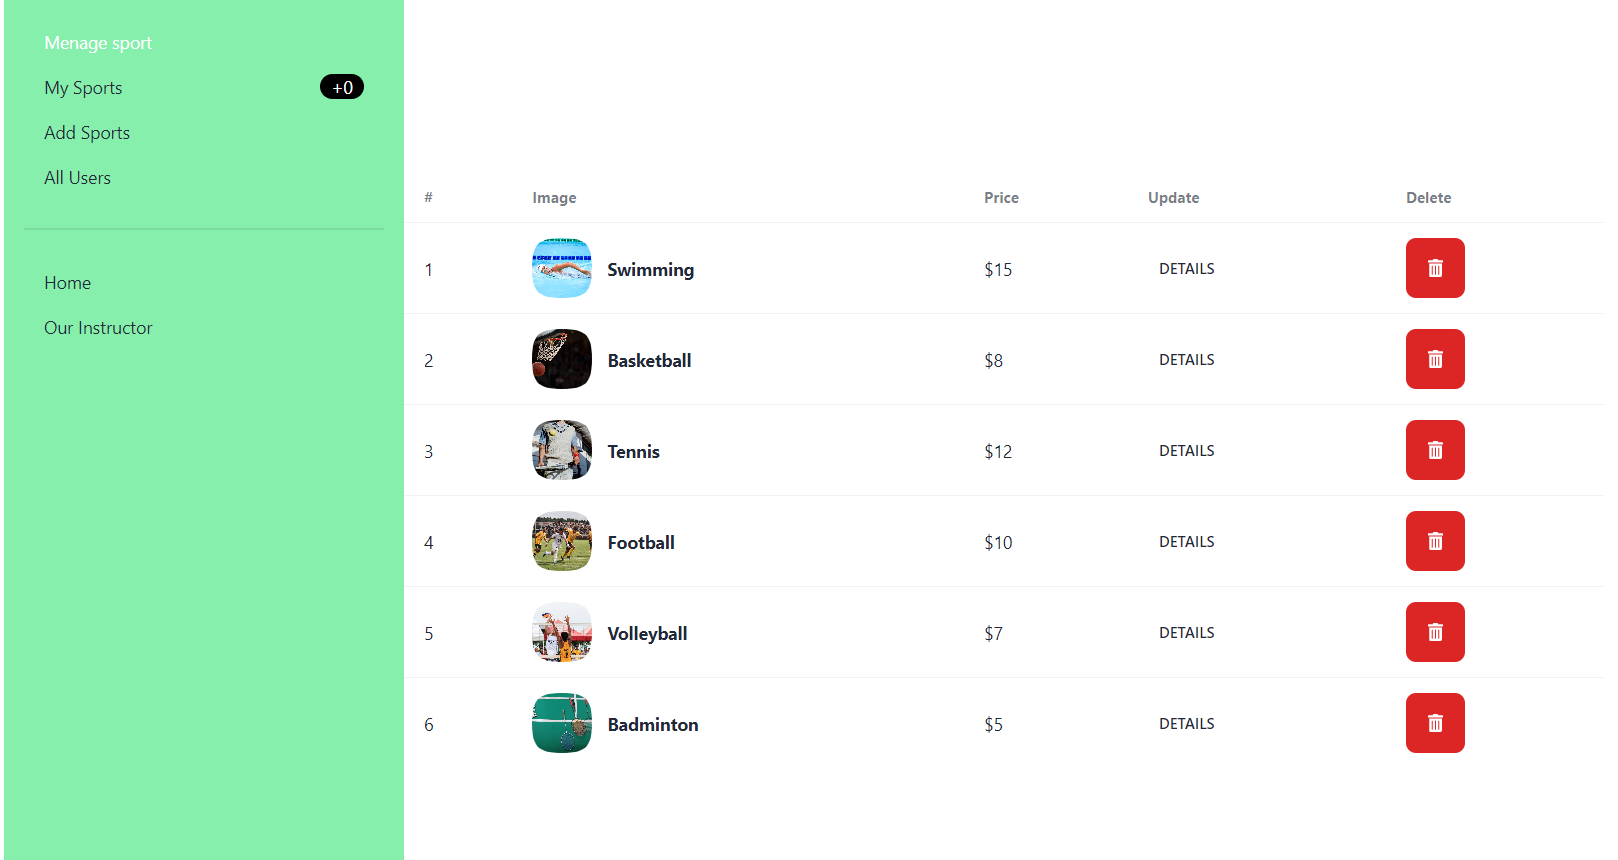 Menage sport
My Sports +0
Add Sports
All Users
Home
Our Instructor
# Image Price Update Delete
1 Swimming $15 DETAILS
2 Basketball $8 DETAILS
3 Tennis $12 DETAILS
4 Football $10 DETAILS
5 Volleyball $7 DETAILS
6 Badminton $5 DETAILS